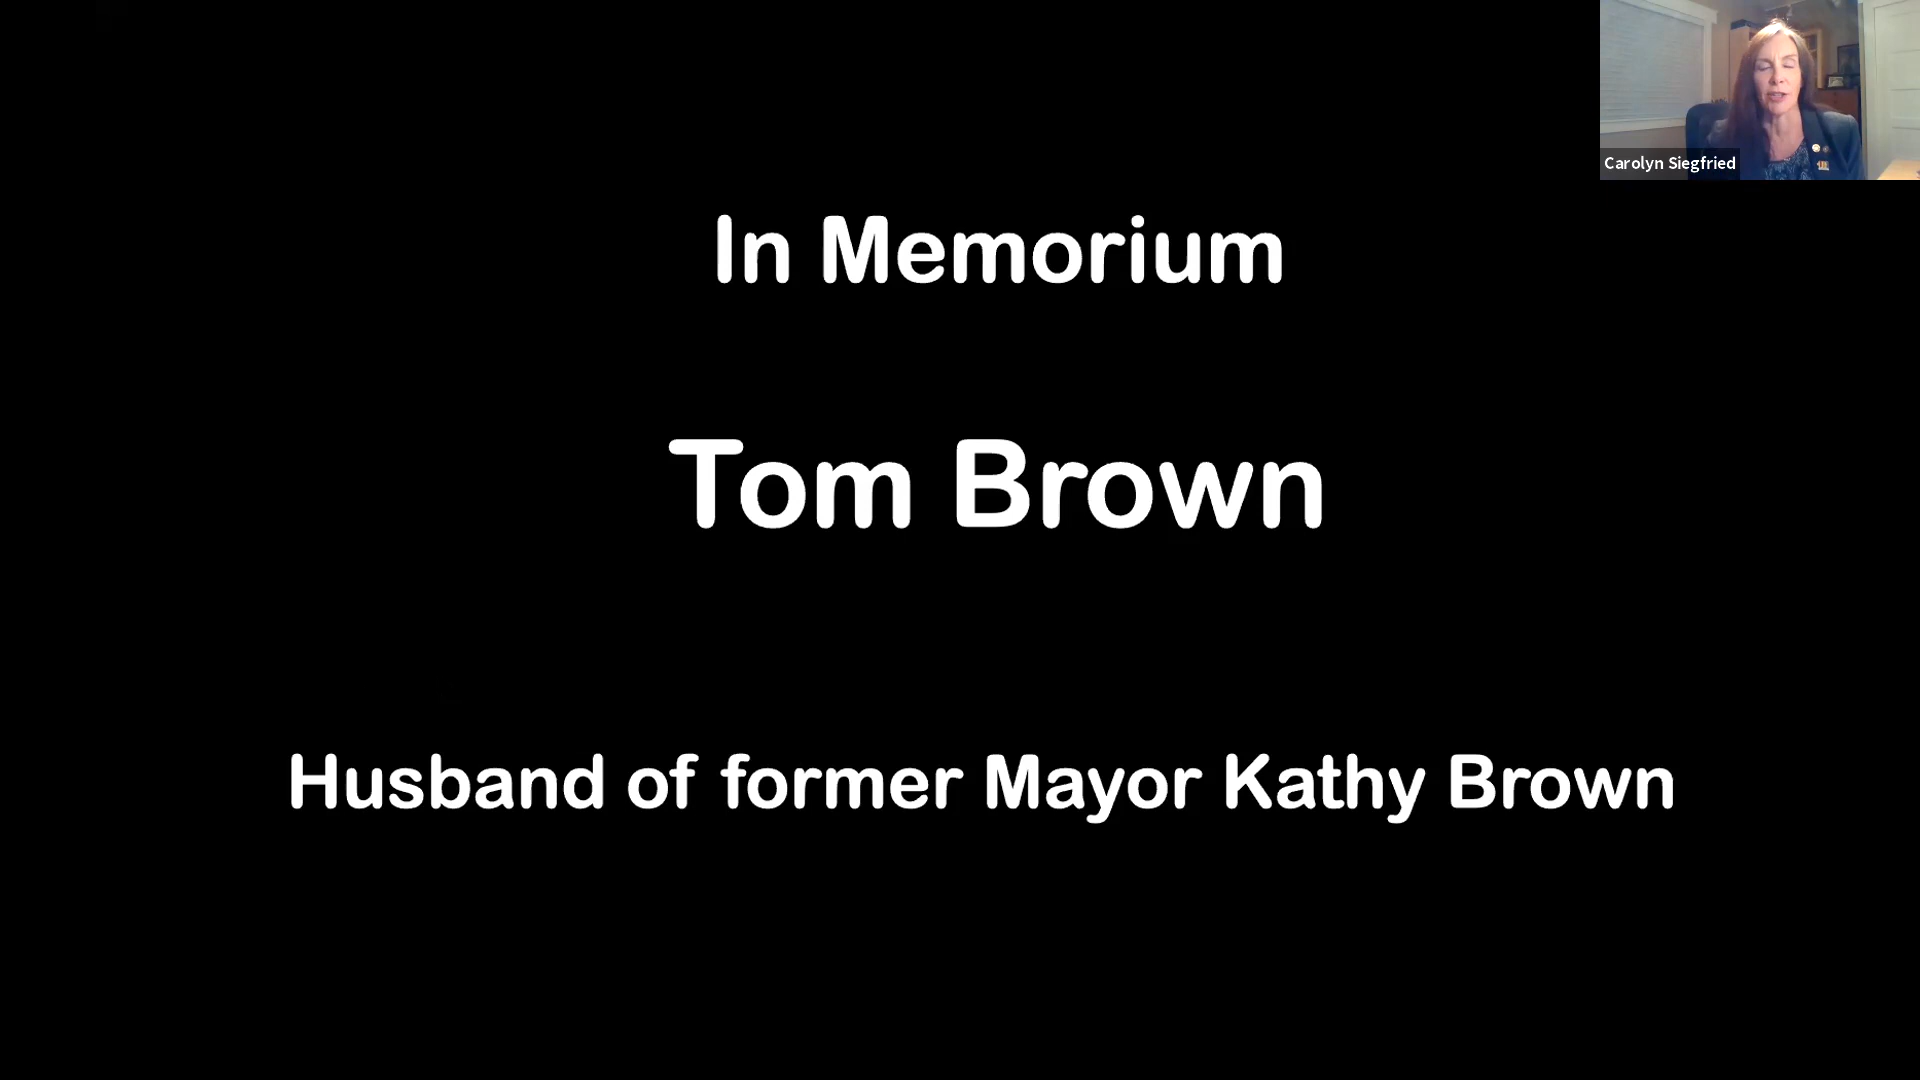 Carolyn Siegfried
In Memorium
Tom Brown
Husband of former Mayor Kathy Brown